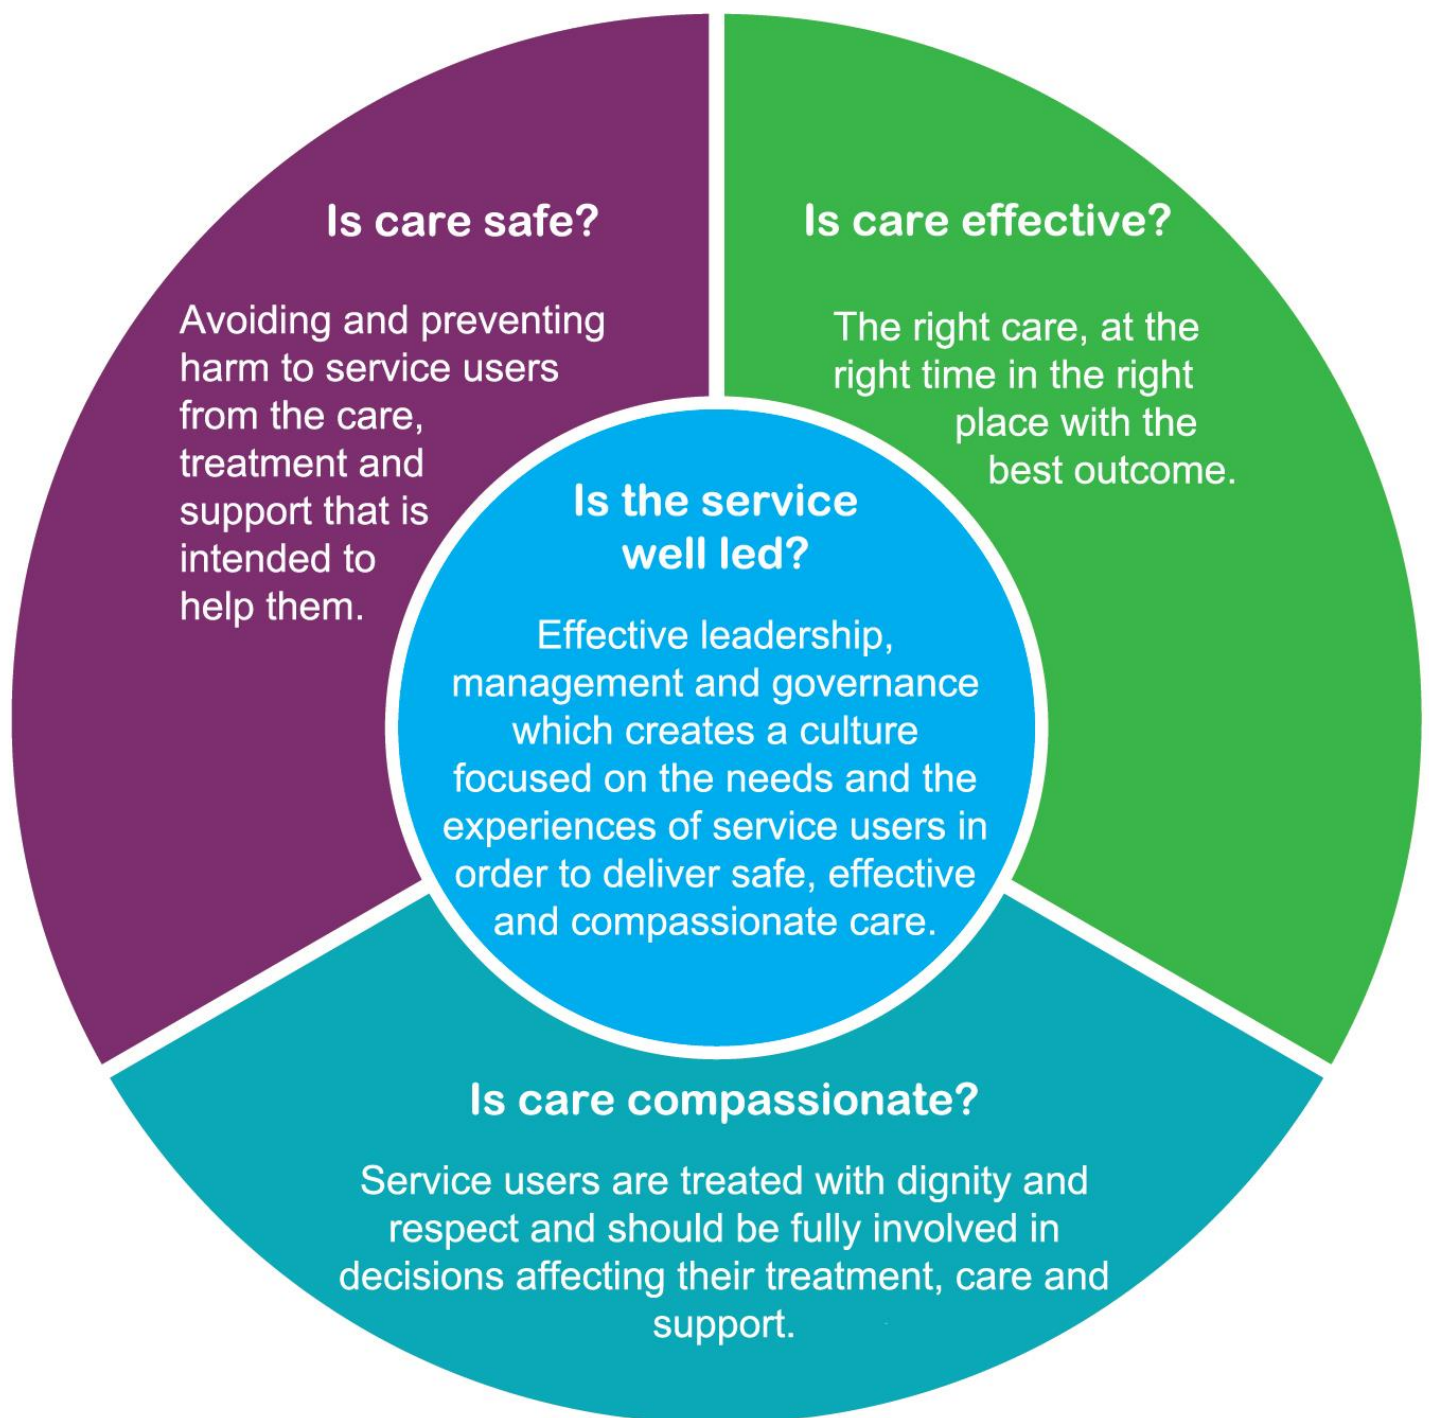 Is care safe?
Avoiding and preventing
harm to service users
from the care,
treatment and
support that is
intended to
help them.
Is care effective?
The right care, at the
right time in the right
place with the
best outcome.
Is the service
well led?
Effective leadership,
management and governance
which creates a culture
focused on the needs and the
experiences of service users in
order to deliver safe, effective
and compassionate care.
Is care compassionate?
Service users are treated with dignity and
respect and should be fully involved in
decisions affecting their treatment, care and
support.